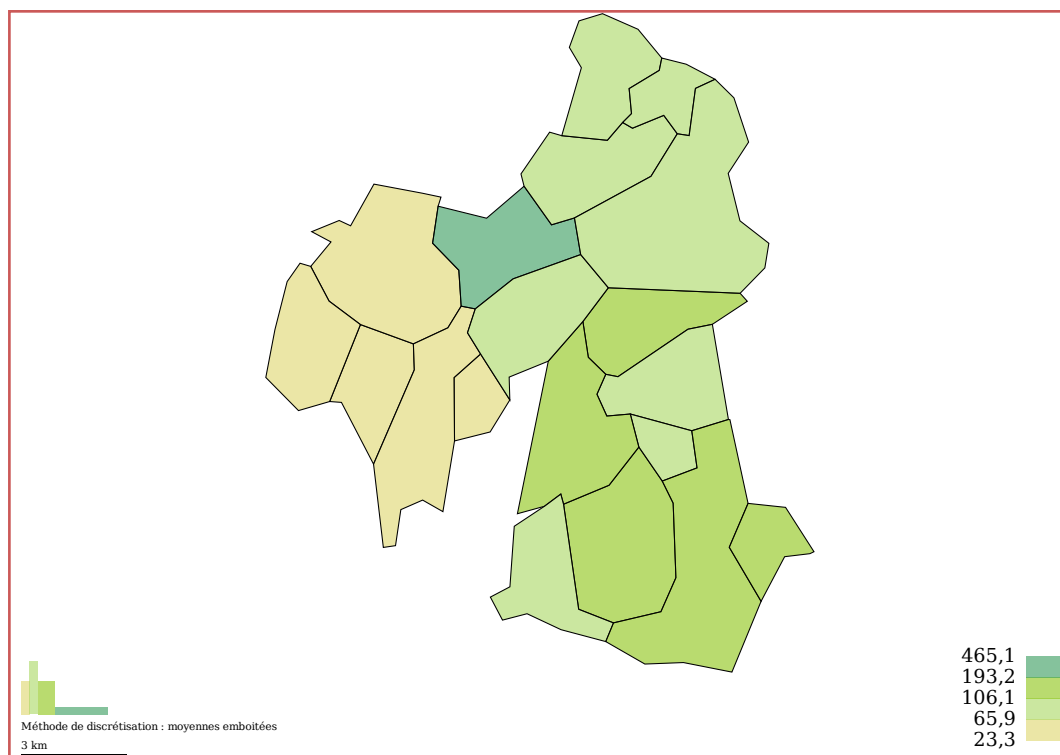 465,1
193,2
106,1
65,9
23,3
Méthode de discrétisation : moyennes emboitées
3 km